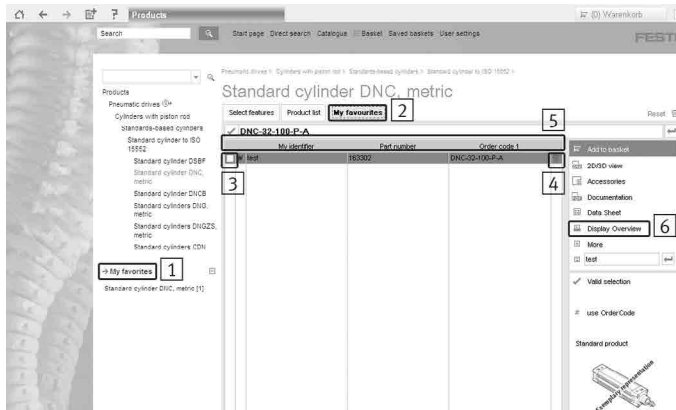 Products
(0) Warenkorb
Search
Start page Direct search Catalogue Basket Saved baskets User settings
FEST
Pneumatic drives > Cylinders with piston rod > Standards-based cylinders > Standard cylinder to ISO 15552 >
Products
Standard cylinder DNC, metric
Pneumatic drives
Cylinders with piston rod
Standards-based cylinders
Standard cylinder to ISO
15552
Standard cylinder DSBF
Standard cylinder DNC,
metric
Standard cylinder DNCB
Standard cylinders DNG,
metric
Standard cylinders DNGZS,
metric
Standard cylinders CDN
→ My favorites 1
Standard cylinder DNC, metric [1]
Select features Product list My favourites 2
Reset
DNC-32-100-P-A
5
My identifier Part number Order code 1
test 163302 DNC-32-100-P-A
3
4
Add to basket
2D/3D view
Accessories
Documentation
Data Sheet
Display Overview 6
More
test
Valid selection
# use OrderCode
Standard product
Exemplary representation